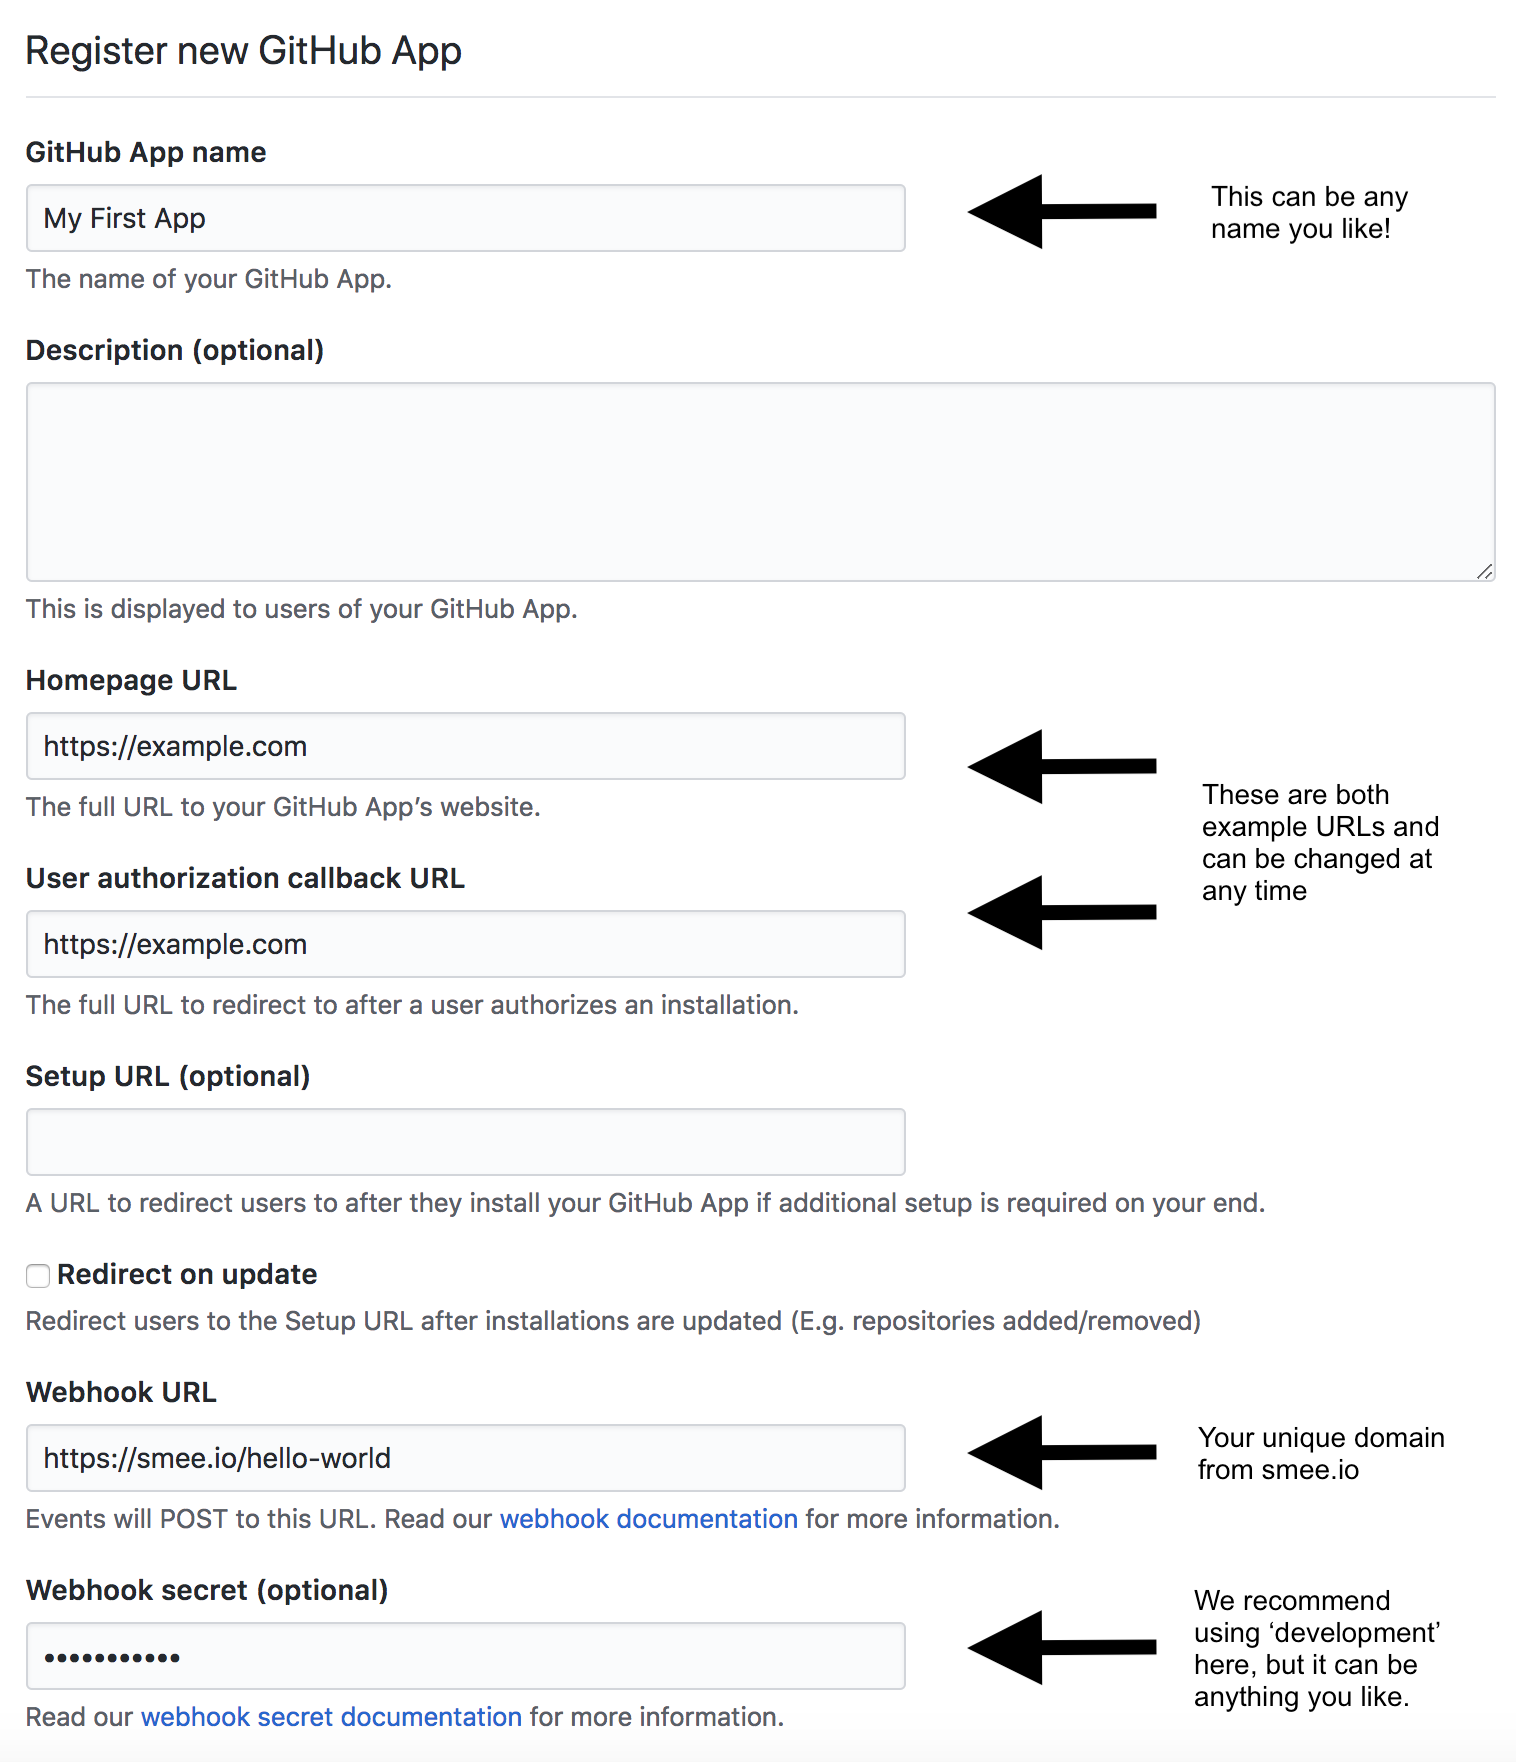 Register new GitHub App
GitHub App name
My First App
The name of your GitHub App.
This can be any
name you like!
Description (optional)
This is displayed to users of your GitHub App.
Homepage URL
https://example.com
The full URL to your GitHub App’s website.
User authorization callback URL
https://example.com
The full URL to redirect to after a user authorizes an installation.
These are both
example URLs and
can be changed at
any time
Setup URL (optional)
A URL to redirect users to after they install your GitHub App if additional setup is required on your end.
Redirect on update
Redirect users to the Setup URL after installations are updated (E.g. repositories added/removed)
Webhook URL
https://smee.io/hello-world
Events will POST to this URL. Read our webhook documentation for more information.
Your unique domain
from smee.io
Webhook secret (optional)
•••••••••••
Read our webhook secret documentation for more information.
We recommend
using ‘development’
here, but it can be
anything you like.